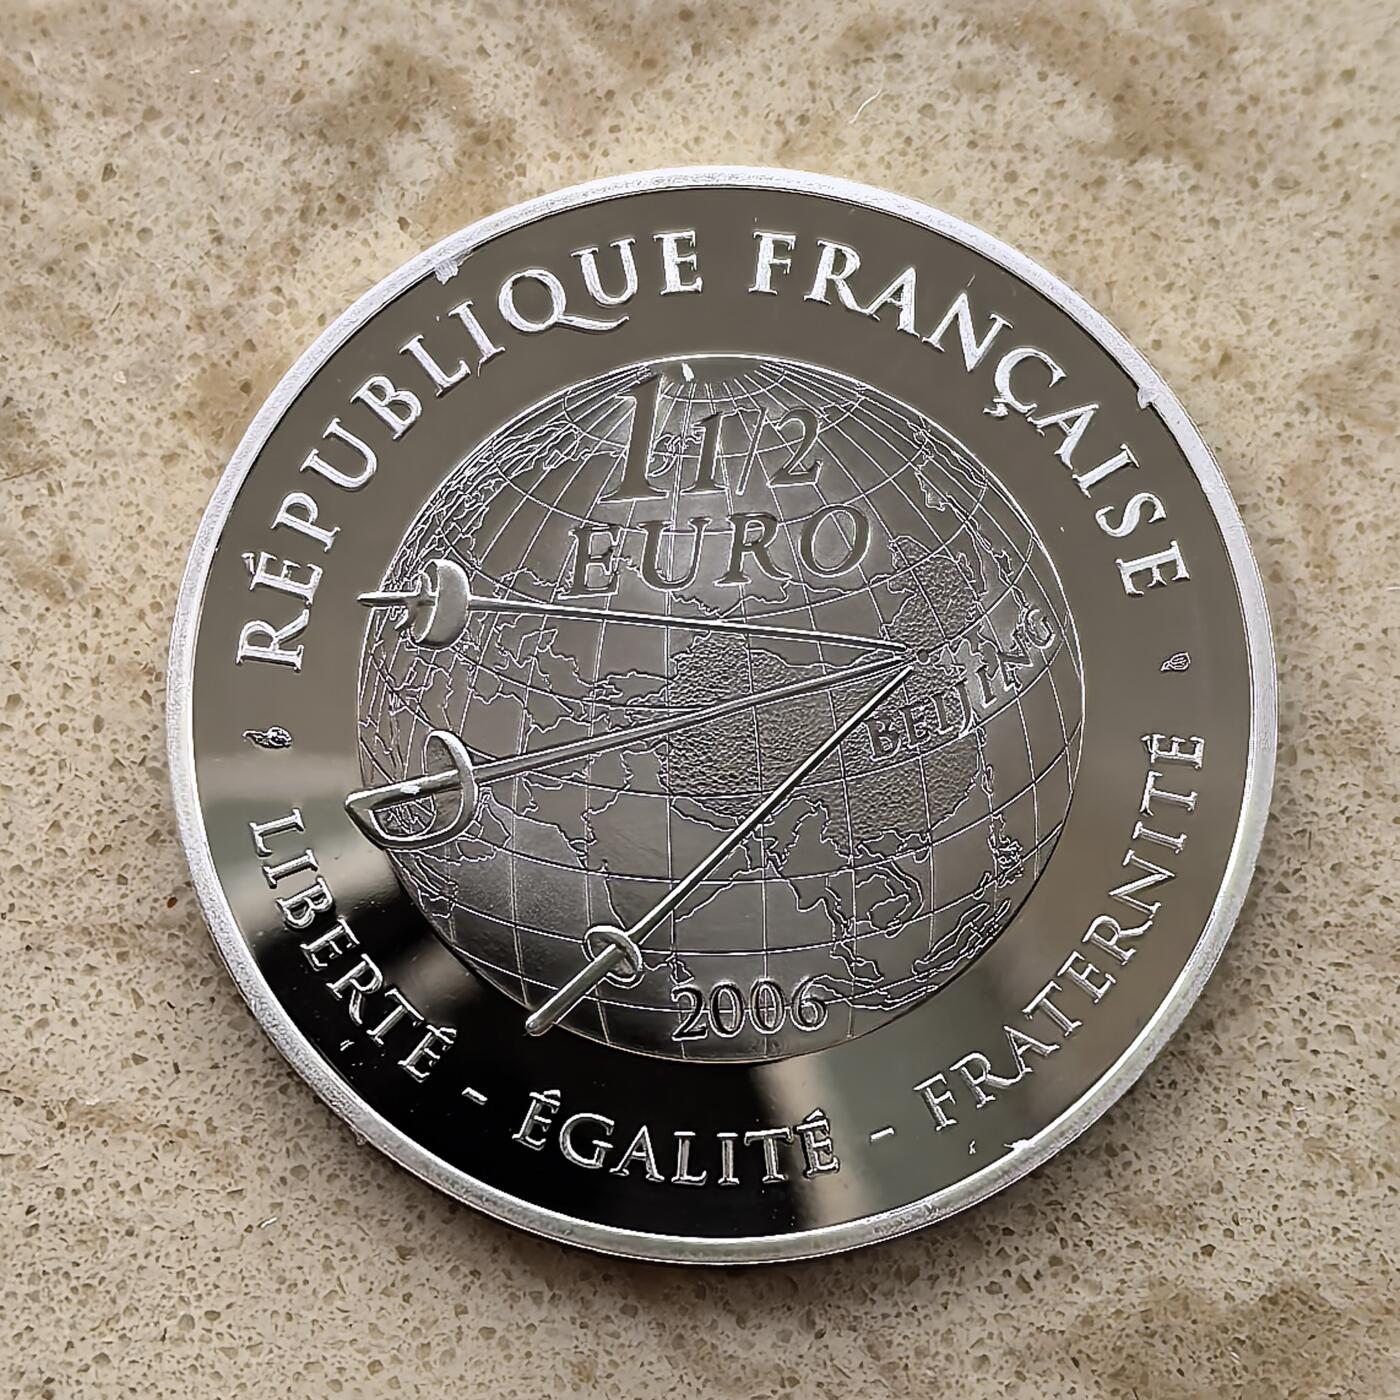 RÉPUBLIQUE FRANÇAISE
1 1/2
EURO
BEIJING
2006
LIBERTÉ - ÉGALITÉ - FRATERNITÉ